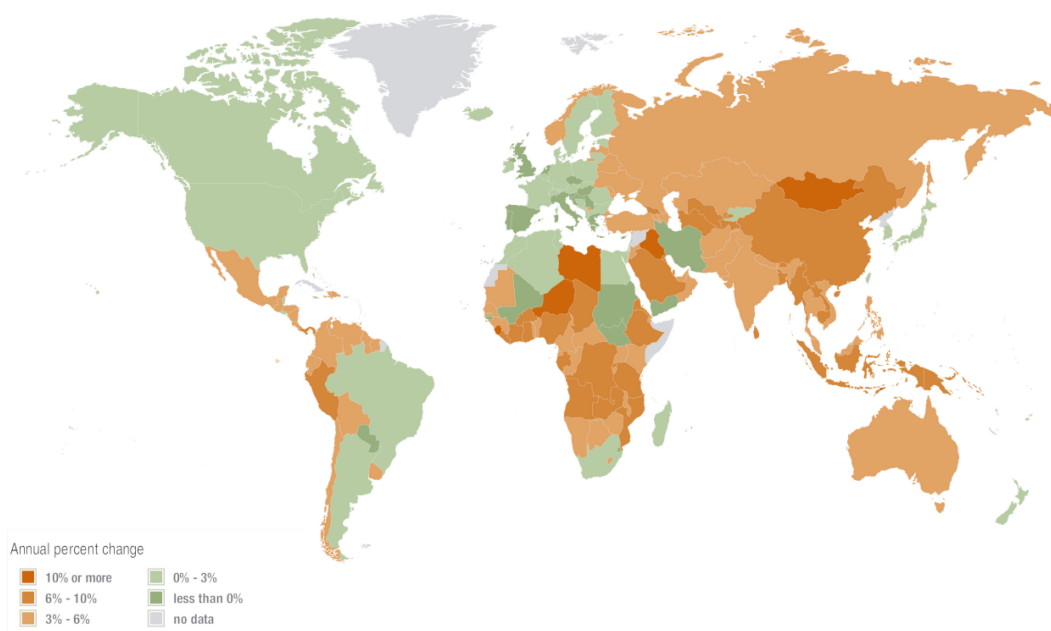 Annual percent change
10% or more
6% - 10%
3% - 6%
0% - 3%
less than 0%
no data